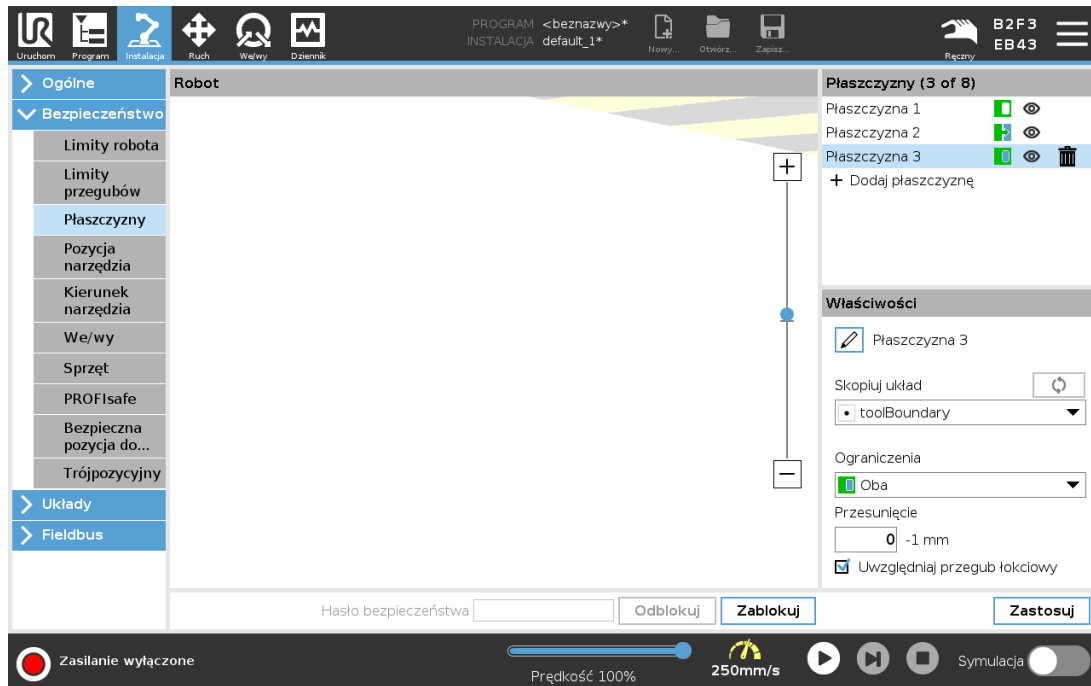 PROGRAM <beznazwy>*
INSTALACJA default_1*
UR
Uruchom
Program
Instalacja
Ruch
We/wy
Dziennik
Nowy...
Otwórz...
Zapisz...
Ręczny
B2F3
EB43
Ogólne
Bezpieczeństwo
Limity robota
Limity
przegubów
Płaszczyzny
Pozycja
narzędzia
Kierunek
narzędzia
We/wy
Sprzęt
PROFIsafe
Bezpieczna
pozycja do...
Trójpozycyjny
Układy
Fieldbus
Robot
Płaszczyzny (3 of 8)
Płaszczyzna 1
Płaszczyzna 2
Płaszczyzna 3
+ Dodaj płaszczyznę
Właściwości
Płaszczyzna 3
Skopiuj układ
toolBoundary
Ograniczenia
Oba
Przesunięcie
0 -1 mm
Uwzględniaj przegub łokciowy
Hasło bezpieczeństwa
Odblokuj
Zablokuj
Zastosuj
Zasilanie wyłączone
Prędkość 100%
250mm/s
Symulacja